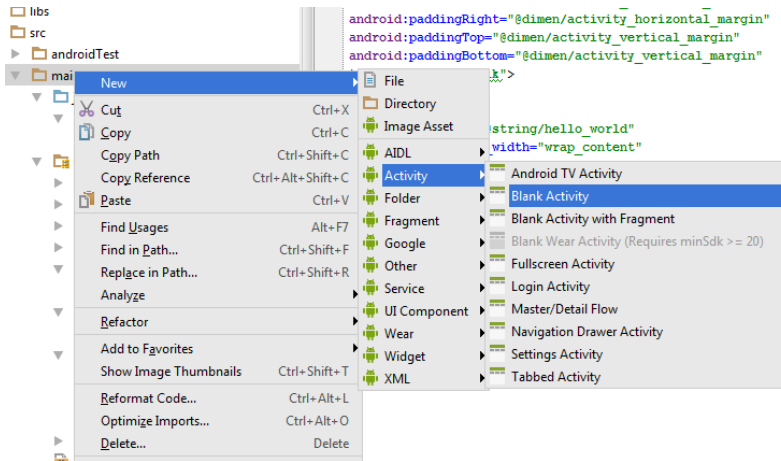 libs
src
androidTest
mai
android:paddingRight="@dimen/activity_horizontal_margin"
android:paddingTop="@dimen/activity_vertical_margin"
android:paddingBottom="@dimen/activity_vertical_margin"
k">
string/hello_world"
width="wrap_content"
New
Cut Ctrl+X
Copy Ctrl+C
Copy Path Ctrl+Shift+C
Copy Reference Ctrl+Alt+Shift+C
Paste Ctrl+V
Find Usages Alt+F7
Find in Path... Ctrl+Shift+F
Replace in Path... Ctrl+Shift+R
Analyze
Refactor
Add to Favorites
Show Image Thumbnails Ctrl+Shift+T
Reformat Code... Ctrl+Alt+L
Optimize Imports... Ctrl+Alt+O
Delete... Delete
File
Directory
Image Asset
AIDL
Activity
Folder
Fragment
Google
Other
Service
UI Component
Wear
Widget
XML
Android TV Activity
Blank Activity
Blank Activity with Fragment
Blank Wear Activity (Requires minSdk >= 20)
Fullscreen Activity
Login Activity
Master/Detail Flow
Navigation Drawer Activity
Settings Activity
Tabbed Activity